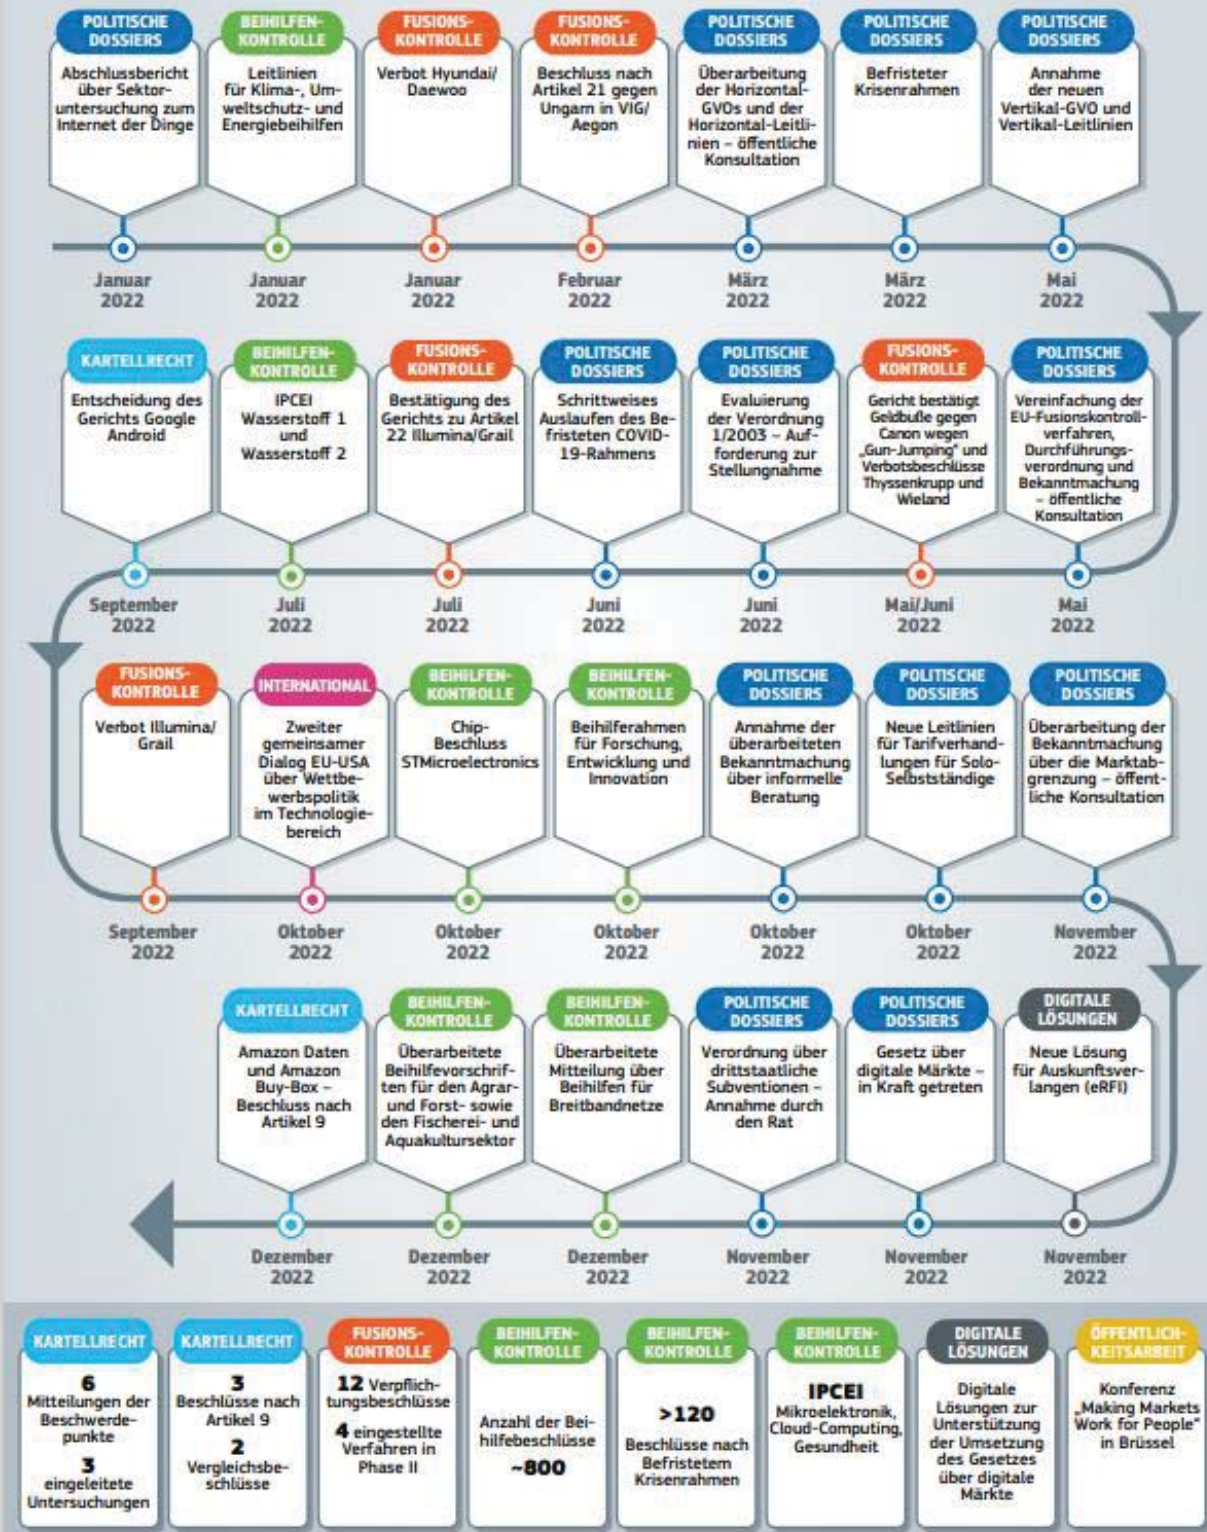 POLITISCHE
DOSSIERS
Abschlussbericht
über Sektor-
untersuchung zum
Internet der Dinge
Januar
2022
BEIHILFEN-
KONTROLLE
Leitlinien
für Klima-, Um-
weltschutz- und
Energiebeihilfen
Januar
2022
FUSIONS-
KONTROLLE
Verbot Hyundai/
Daewoo
Januar
2022
FUSIONS-
KONTROLLE
Beschluss nach
Artikel 21 gegen
Ungarn in VIG/
Aegon
Februar
2022
POLITISCHE
DOSSIERS
Überarbeitung
der Horizontal-
GVOs und der
Horizontal-Leitli-
nien – öffentliche
Konsultation
März
2022
POLITISCHE
DOSSIERS
Befristeter
Krisenrahmen
März
2022
POLITISCHE
DOSSIERS
Annahme
der neuen
Vertikal-GVO und
Vertikal-Leitlinien
Mai
2022
POLITISCHE
DOSSIERS
Vereinfachung der
EU-Fusionskontroll-
verfahren,
Durchführungs-
verordnung und
Bekanntmachung
– öffentliche
Konsultation
Mai
2022
FUSIONS-
KONTROLLE
Gericht bestätigt
Geldbuße gegen
Canon wegen
„Gun-Jumping“ und
Verbotsbeschlüsse
Thyssenkrupp und
Wieland
Mai/Juni
2022
POLITISCHE
DOSSIERS
Evaluierung
der Verordnung
1/2003 – Auf-
forderung zur
Stellungnahme
Juni
2022
POLITISCHE
DOSSIERS
Schrittweises
Auslaufen des Be-
fristeten COVID-
19-Rahmens
Juni
2022
FUSIONS-
KONTROLLE
Bestätigung des
Gerichts zu Artikel
22 Illumina/Grail
Juli
2022
BEIHILFEN-
KONTROLLE
IPCEI
Wasserstoff 1
und
Wasserstoff 2
Juli
2022
KARTELLRECHT
Entscheidung des
Gerichts Google
Android
September
2022
FUSIONS-
KONTROLLE
Verbot Illumina/
Grail
September
2022
INTERNATIONAL
Zweiter
gemeinsamer
Dialog EU-USA
über Wettbe-
werbspolitik
im Technologie-
bereich
Oktober
2022
BEIHILFEN-
KONTROLLE
Chip-
Beschluss
STMicroelectronics
Oktober
2022
BEIHILFEN-
KONTROLLE
Beihilferahmen
für Forschung,
Entwicklung und
Innovation
Oktober
2022
POLITISCHE
DOSSIERS
Annahme der
überarbeiteten
Bekanntmachung
über informelle
Beratung
Oktober
2022
POLITISCHE
DOSSIERS
Neue Leitlinien
für Tarifverhand-
lungen für Solo-
Selbstständige
Oktober
2022
POLITISCHE
DOSSIERS
Überarbeitung der
Bekanntmachung
über die Marktab-
grenzung – öffent-
liche Konsultation
November
2022
DIGITALE
LÖSUNGEN
Neue Lösung
für Auskunftsver-
langen (eRFI)
November
2022
POLITISCHE
DOSSIERS
Gesetz über
digitale Märkte –
in Kraft getreten
November
2022
POLITISCHE
DOSSIERS
Verordnung über
drittstaatliche
Subventionen –
Annahme durch
den Rat
November
2022
BEIHILFEN-
KONTROLLE
Überarbeitete
Mitteilung über
Beihilfen für
Breitbandnetze
Dezember
2022
BEIHILFEN-
KONTROLLE
Überarbeitete
Beihilfevorschrif-
ten für den Agrar-
und Forst- sowie
den Fischerei- und
Aquakultursektor
Dezember
2022
KARTELLRECHT
Amazon Daten
und Amazon
Buy-Box –
Beschluss nach
Artikel 9
Dezember
2022
KARTELLRECHT
6
Mitteilungen der
Beschwerde-
punkte
3
eingeleitete
Untersuchungen
KARTELLRECHT
3
Beschlüsse nach
Artikel 9
2
Vergleichsbe-
schlüsse
FUSIONS-
KONTROLLE
12 Verpflich-
tungsbeschlüsse
4 eingestellte
Verfahren in
Phase II
BEIHILFEN-
KONTROLLE
Anzahl der Bei-
hilfebeschlüsse
~800
BEIHILFEN-
KONTROLLE
>120
Beschlüsse nach
Befristetem
Krisenrahmen
BEIHILFEN-
KONTROLLE
IPCEI
Mikroelektronik,
Cloud-Computing,
Gesundheit
DIGITALE
LÖSUNGEN
Digitale
Lösungen zur
Unterstützung
der Umsetzung
des Gesetzes
über digitale
Märkte
ÖFFENTLICH-
KEITSARBEIT
Konferenz
„Making Markets
Work for People“
in Brüssel